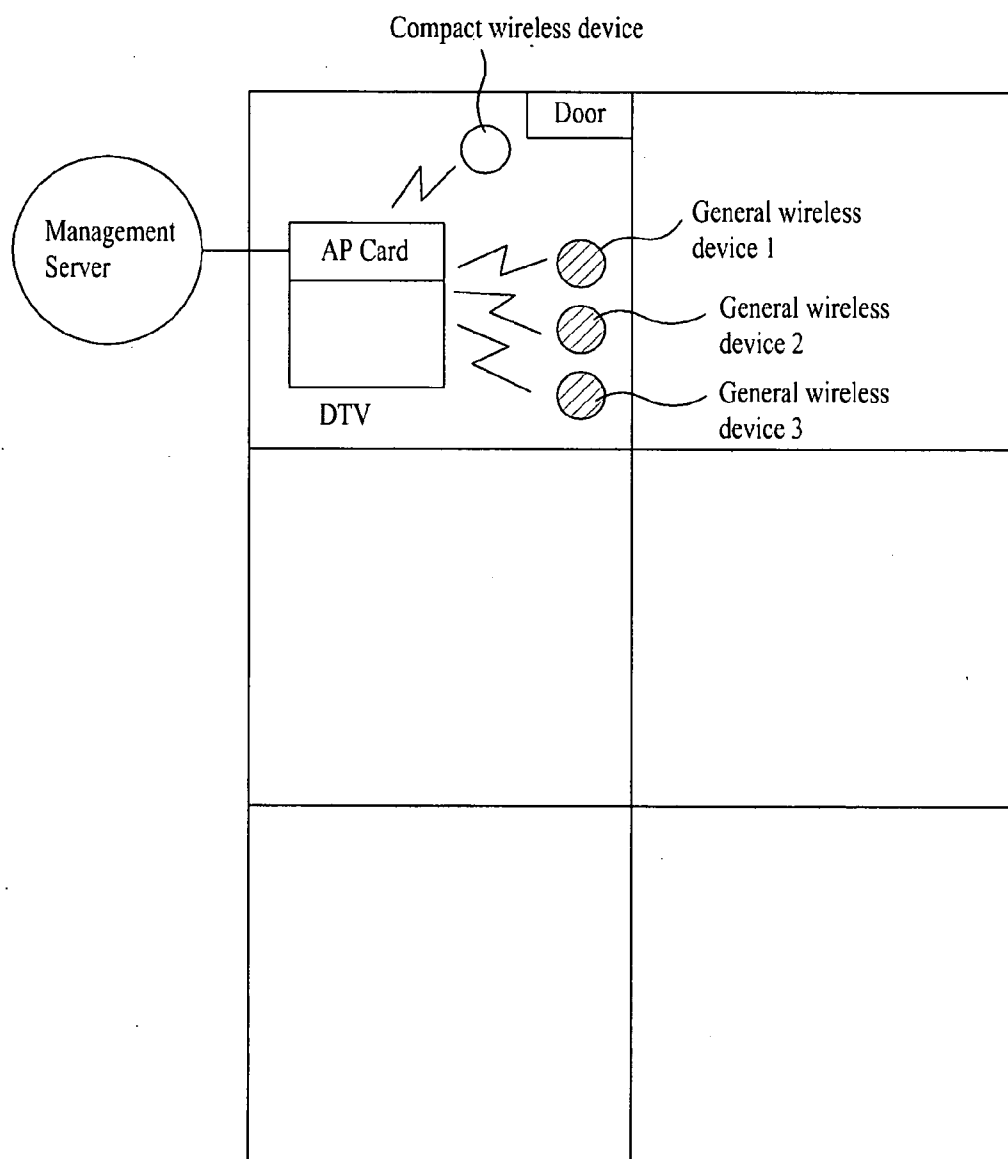 Compact wireless device
Door
Management
Server
AP Card
General wireless
device 1
General wireless
device 2
General wireless
device 3
DTV